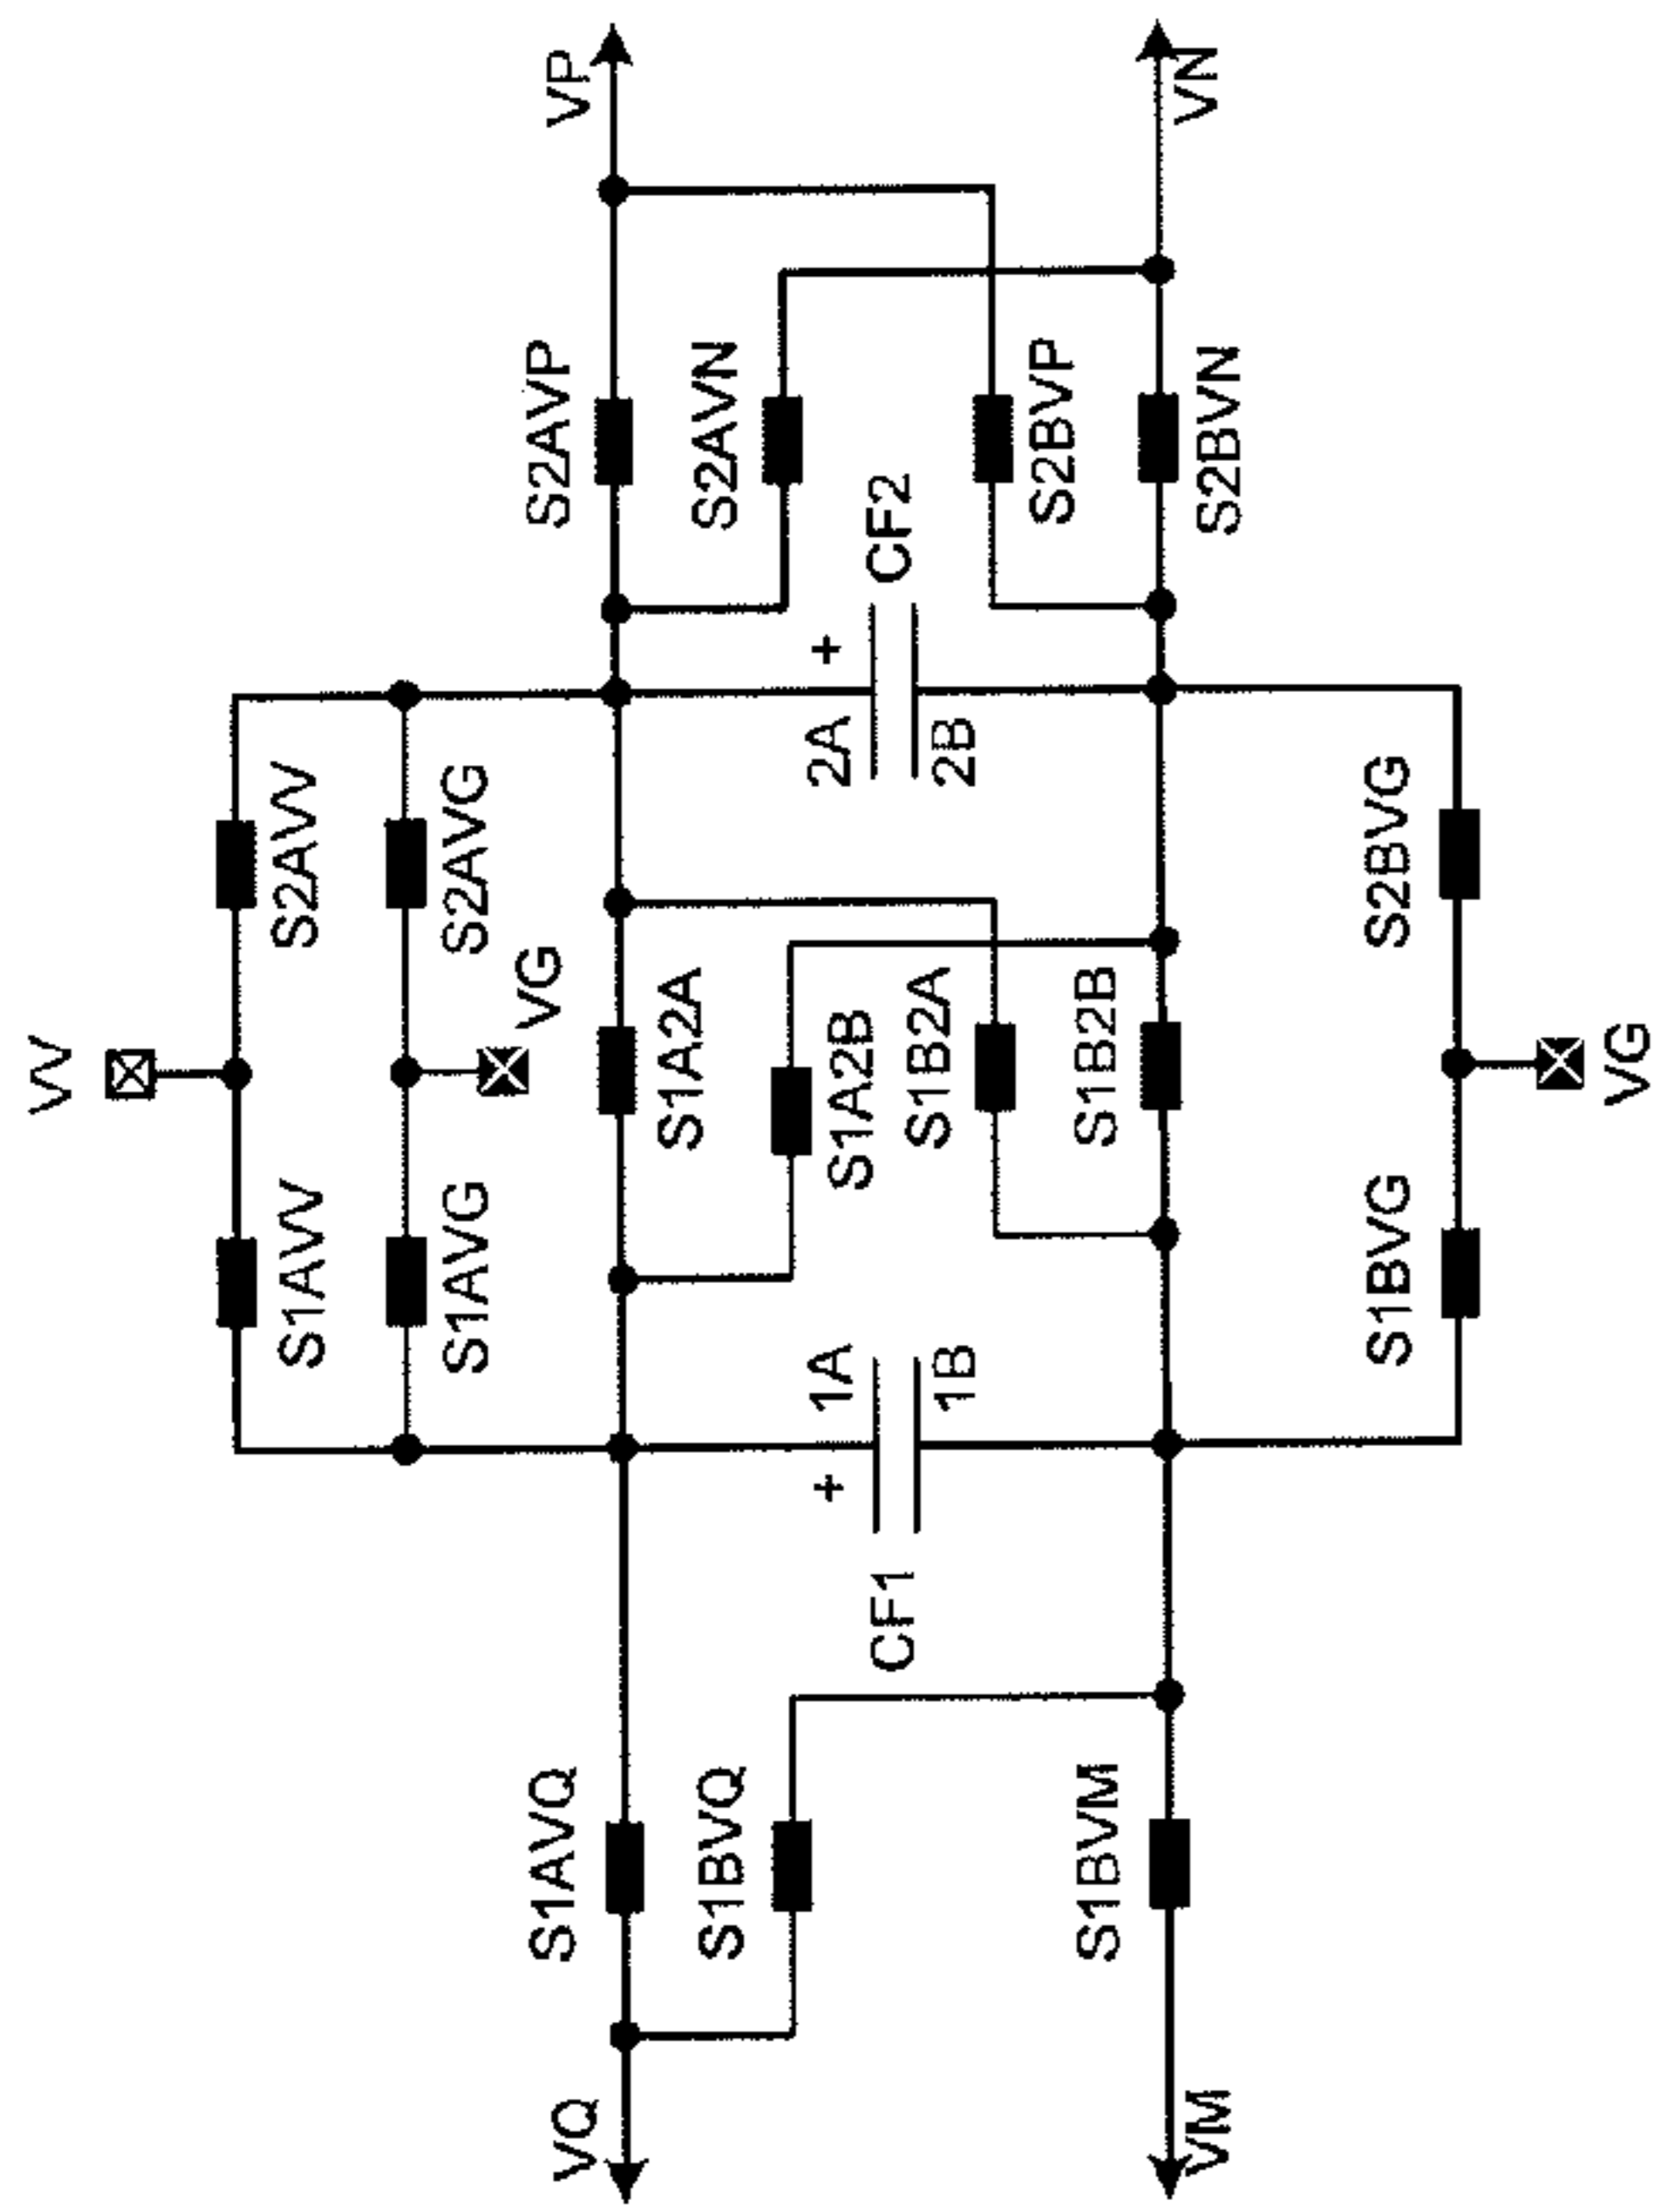 VV
S1AVV
S2AVV
S1AVG
S2AVG
VG
VQ
S1AVQ
S2AVP
VP
S1BVQ
S1A2A
S2AVN
+
1A
S1A2B
2A
+
CF1
S1B2A
CF2
1B
2B
S1BVM
S1B2B
S2BVP
VM
S2BVN
VN
S1BVG
S2BVG
VG